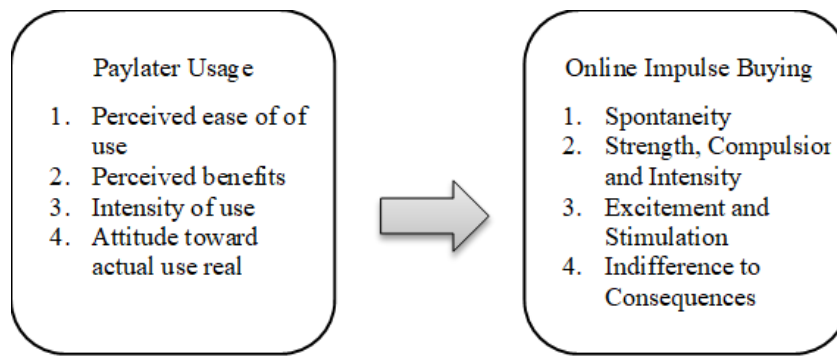 Paylater Usage
1. Perceived ease of of
use
2. Perceived benefits
3. Intensity of use
4. Attitude toward
actual use real
Online Impulse Buying
1. Spontaneity
2. Strength, Compulsion
and Intensity
3. Excitement and
Stimulation
4. Indifference to
Consequences